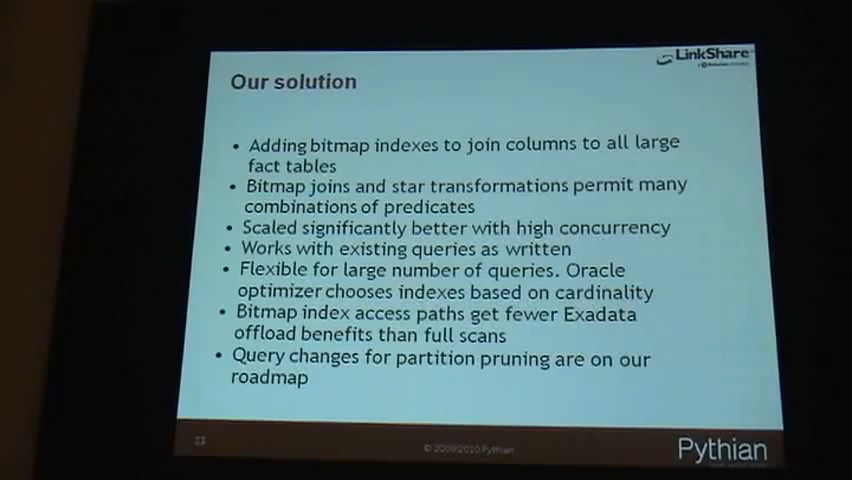 LinkShare
Our solution
• Adding bitmap indexes to join columns to all large
fact tables
• Bitmap joins and star transformations permit many
combinations of predicates
• Scaled significantly better with high concurrency
• Works with existing queries as written
• Flexible for large number of queries. Oracle
optimizer chooses indexes based on cardinality
• Bitmap index access paths get fewer Exadata
offload benefits than full scans
• Query changes for partition pruning are on our
roadmap
© 2009/2010 Pythian
Pythian